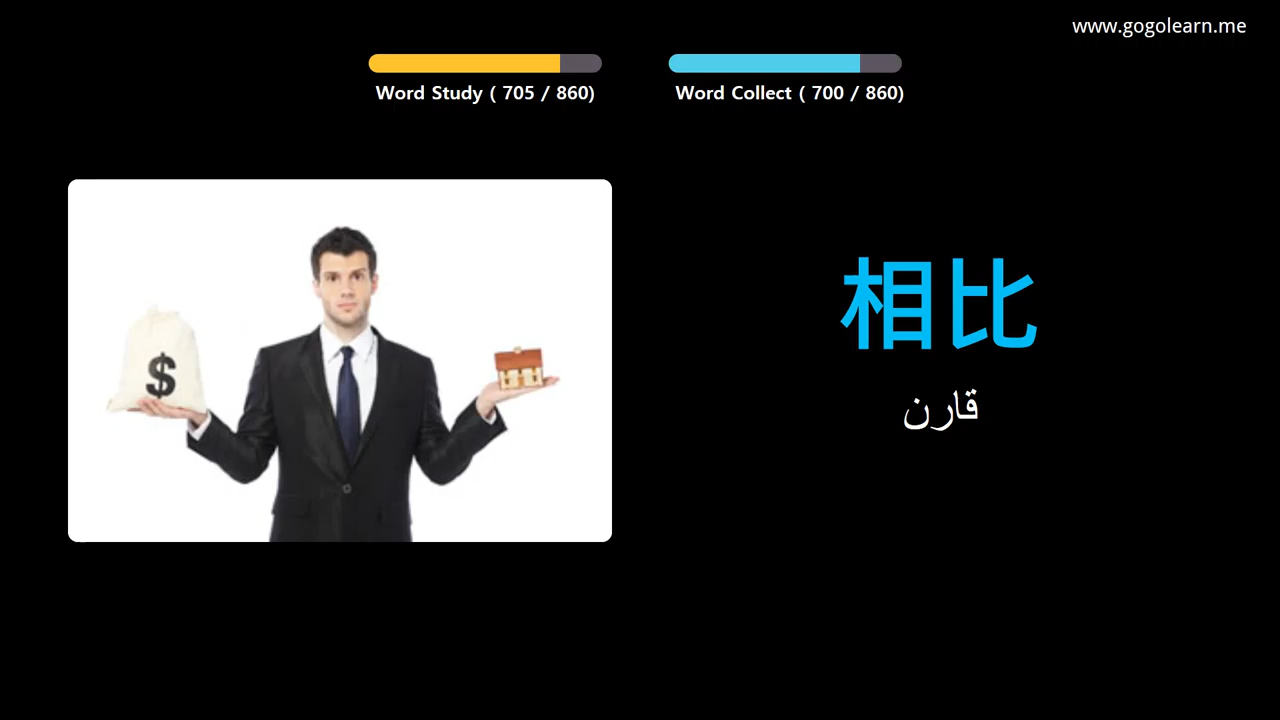 www.gogolearn.me
Word Study ( 705 / 860)
Word Collect ( 700 / 860)
$
相比
قارن